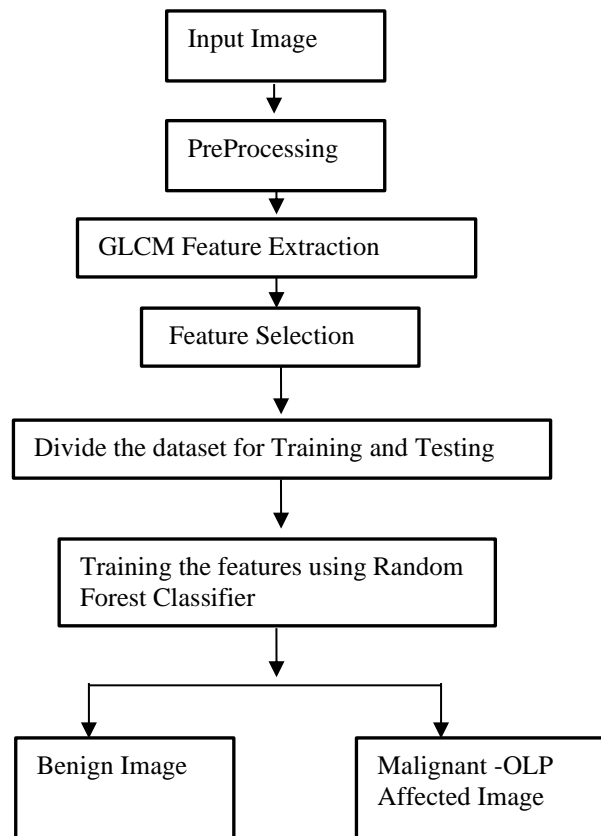 Input Image
PreProcessing
GLCM Feature Extraction
Feature Selection
Divide the dataset for Training and Testing
Training the features using Random
Forest Classifier
Benign Image
Malignant -OLP
Affected Image